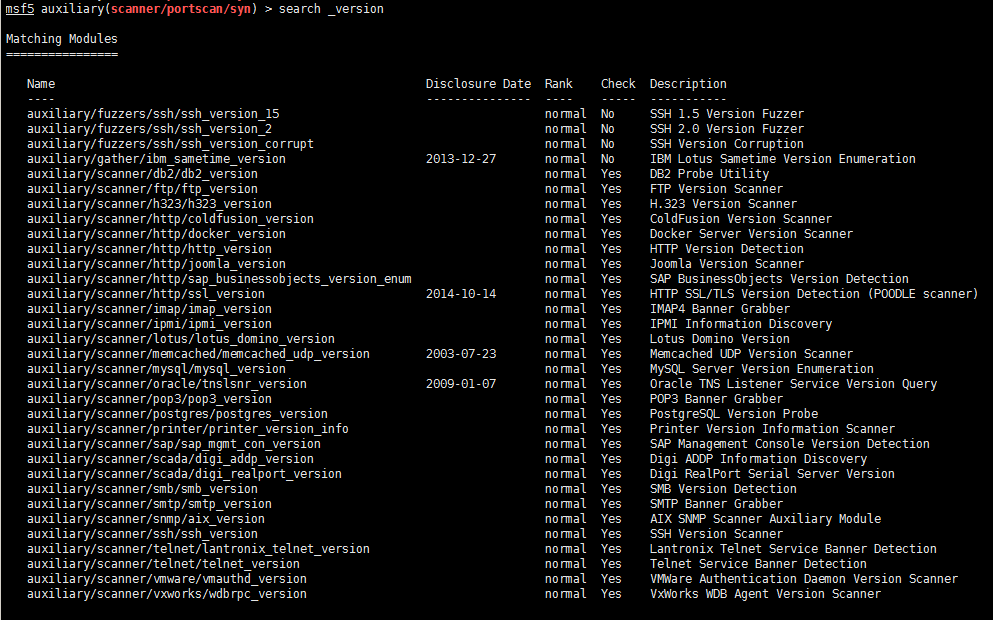 msf5 auxiliary(scanner/portscan/syn) > search _version
Matching Modules
================
Name Disclosure Date Rank Check Description
---- --------------- ---- ----- -----------
auxiliary/fuzzers/ssh/ssh_version_15 normal No SSH 1.5 Version Fuzzer
auxiliary/fuzzers/ssh/ssh_version_2 normal No SSH 2.0 Version Fuzzer
auxiliary/fuzzers/ssh/ssh_version_corrupt normal No SSH Version Corruption
auxiliary/gather/ibm_sametime_version 2013-12-27 normal No IBM Lotus Sametime Version Enumeration
auxiliary/scanner/db2/db2_version normal Yes DB2 Probe Utility
auxiliary/scanner/ftp/ftp_version normal Yes FTP Version Scanner
auxiliary/scanner/h323/h323_version normal Yes H.323 Version Scanner
auxiliary/scanner/http/coldfusion_version normal Yes ColdFusion Version Scanner
auxiliary/scanner/http/docker_version normal Yes Docker Server Version Scanner
auxiliary/scanner/http/http_version normal Yes HTTP Version Detection
auxiliary/scanner/http/joomla_version normal Yes Joomla Version Scanner
auxiliary/scanner/http/sap_businessobjects_version_enum normal Yes SAP BusinessObjects Version Detection
auxiliary/scanner/http/ssl_version 2014-10-14 normal Yes HTTP SSL/TLS Version Detection (POODLE scanner)
auxiliary/scanner/imap/imap_version normal Yes IMAP4 Banner Grabber
auxiliary/scanner/ipmi/ipmi_version normal Yes IPMI Information Discovery
auxiliary/scanner/lotus/lotus_domino_version normal Yes Lotus Domino Version
auxiliary/scanner/memcached/memcached_udp_version 2003-07-23 normal Yes Memcached UDP Version Scanner
auxiliary/scanner/mysql/mysql_version normal Yes MySQL Server Version Enumeration
auxiliary/scanner/oracle/tnslsnr_version 2009-01-07 normal Yes Oracle TNS Listener Service Version Query
auxiliary/scanner/pop3/pop3_version normal Yes POP3 Banner Grabber
auxiliary/scanner/postgres/postgres_version normal Yes PostgreSQL Version Probe
auxiliary/scanner/printer/printer_version_info normal Yes Printer Version Information Scanner
auxiliary/scanner/sap/sap_mgmt_con_version normal Yes SAP Management Console Version Detection
auxiliary/scanner/scada/digi_addp_version normal Yes Digi ADDP Information Discovery
auxiliary/scanner/scada/digi_realport_version normal Yes Digi RealPort Serial Server Version
auxiliary/scanner/smb/smb_version normal Yes SMB Version Detection
auxiliary/scanner/smtp/smtp_version normal Yes SMTP Banner Grabber
auxiliary/scanner/snmp/aix_version normal Yes AIX SNMP Scanner Auxiliary Module
auxiliary/scanner/ssh/ssh_version normal Yes SSH Version Scanner
auxiliary/scanner/telnet/lantronix_telnet_version normal Yes Lantronix Telnet Service Banner Detection
auxiliary/scanner/telnet/telnet_version normal Yes Telnet Service Banner Detection
auxiliary/scanner/vmware/vmauthd_version normal Yes VMWare Authentication Daemon Version Scanner
auxiliary/scanner/vxworks/wdbrpc_version normal Yes VxWorks WDB Agent Version Scanner